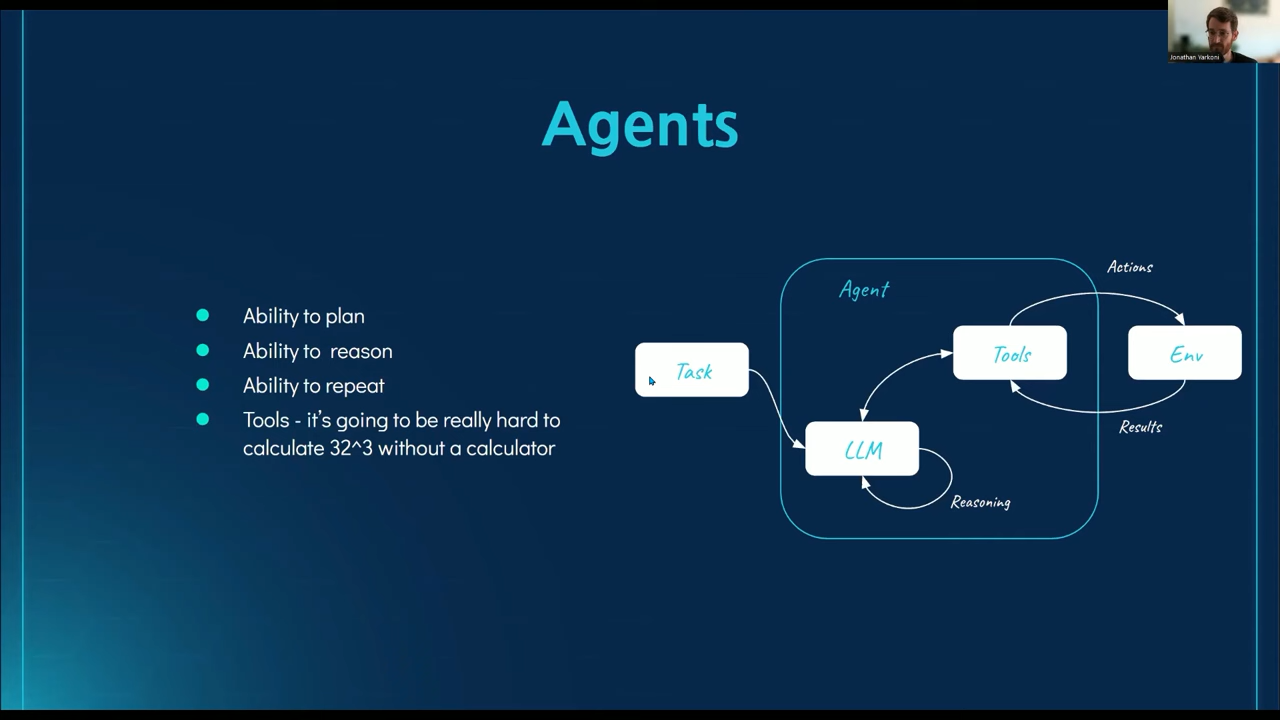 Jonathan Yarkoni
Agents
Ability to plan
Ability to reason
Ability to repeat
Tools - it's going to be really hard to
calculate 32^3 without a calculator
Agent
Actions
Task
Tools
Env
LLM
Results
Reasoning